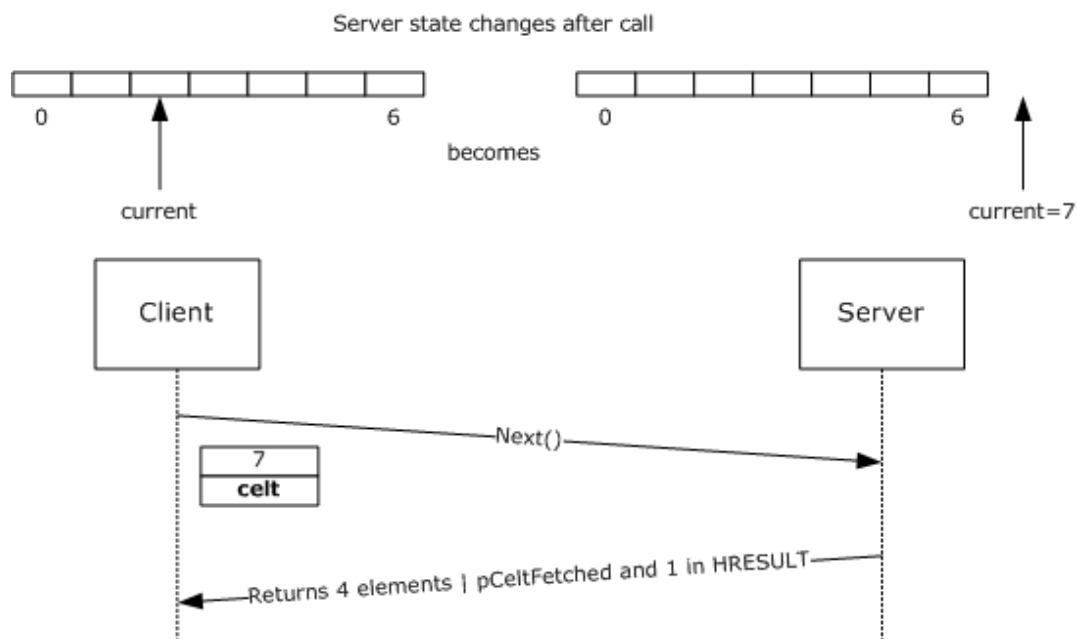 Server state changes after call
0 6 0 6
becomes
current current=7
Client Server
Next()
7
celt
Returns 4 elements | pCeltFetched and 1 in HRESULT